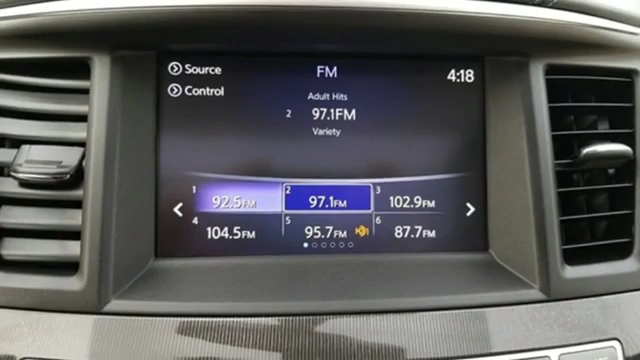 Source
FM
4:18
Control
Adult Hits
2 97.1FM
Variety
1 2 3
92.5FM 97.1FM 102.9FM
4 5 6
104.5FM 95.7FM 87.7FM